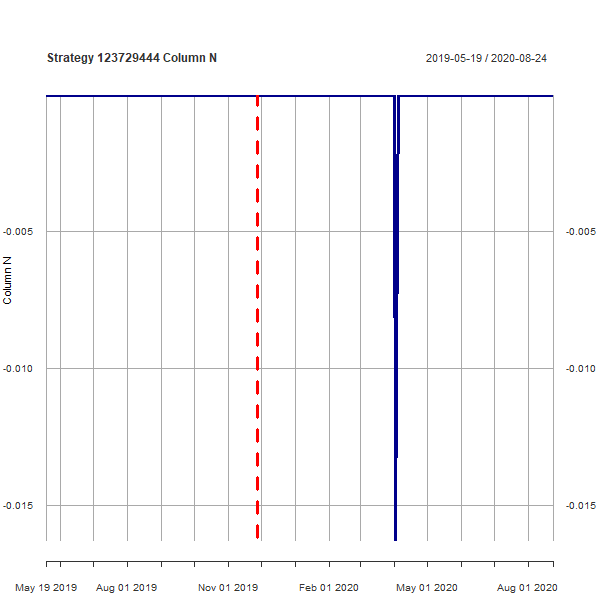 Strategy 123729444 Column N
2019-05-19 / 2020-08-24
Column N
-0.005
-0.005
-0.010
-0.010
-0.015
-0.015
May 19 2019
Aug 01 2019
Nov 01 2019
Feb 01 2020
May 01 2020
Aug 01 2020